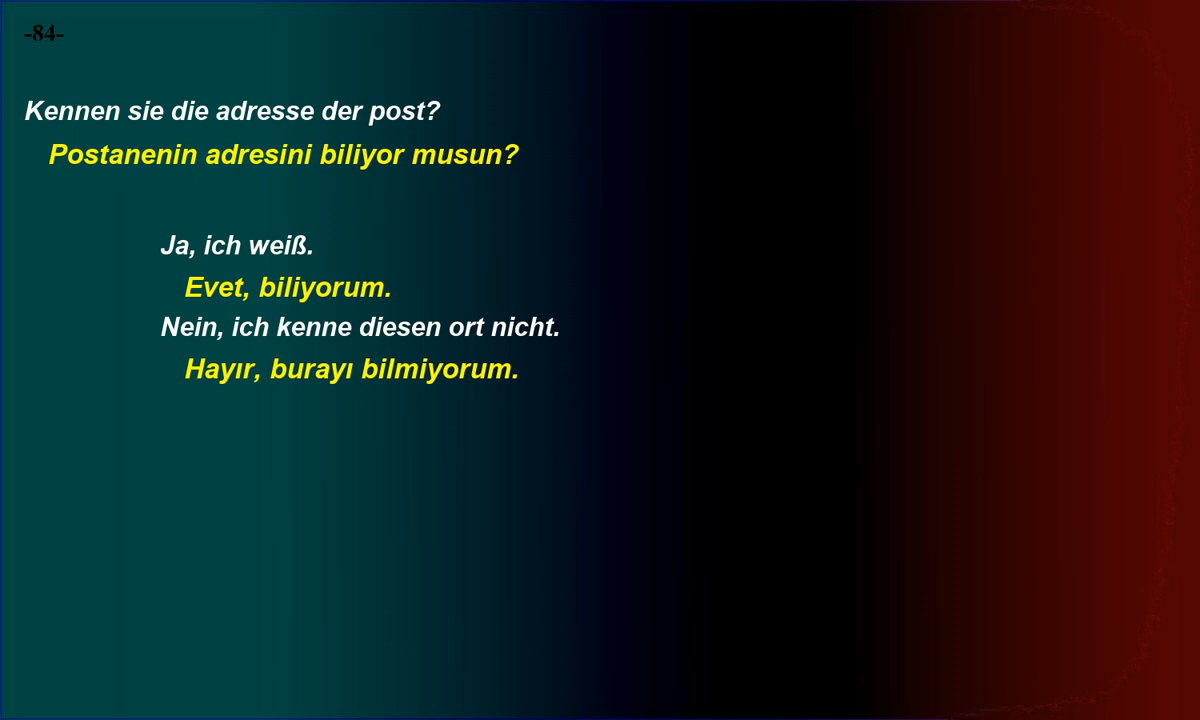 -84-
Kennen sie die adresse der post?
Postanenin adresini biliyor musun?
Ja, ich weiß.
Evet, biliyorum.
Nein, ich kenne diesen ort nicht.
Hayır, burayı bilmiyorum.